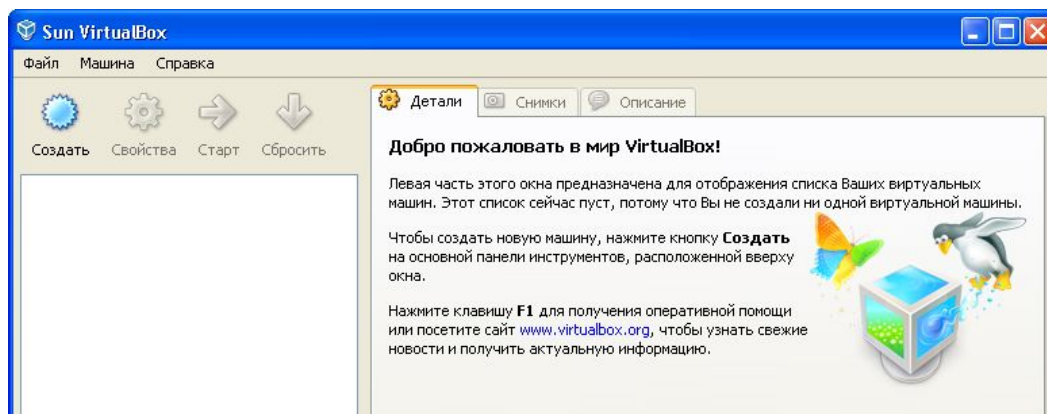 Sun VirtualBox
Файл Машина Справка
Создать Свойства Старт Сбросить
Детали Снимки Описание
Добро пожаловать в мир VirtualBox!
Левая часть этого окна предназначена для отображения списка Ваших виртуальных
машин. Этот список сейчас пуст, потому что Вы не создали ни одной виртуальной машины.
Чтобы создать новую машину, нажмите кнопку Создать
на основной панели инструментов, расположенной вверху
окна.
Нажмите клавишу F1 для получения оперативной помощи
или посетите сайт www.virtualbox.org, чтобы узнать свежие
новости и получить актуальную информацию.